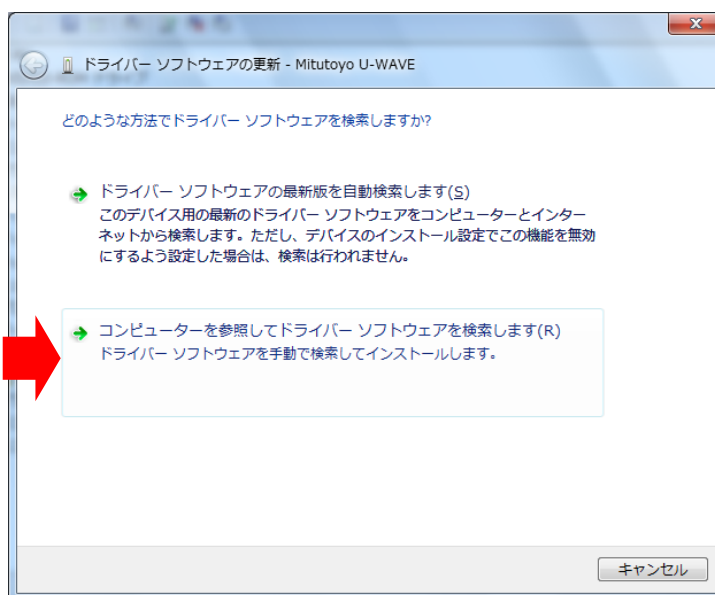 ドライバー ソフトウェアの更新 - Mitutoyo U-WAVE
どのような方法でドライバー ソフトウェアを検索しますか?
ドライバー ソフトウェアの最新版を自動検索します(S)
このデバイス用の最新のドライバー ソフトウェアをコンピューターとインター
ネットから検索します。ただし、デバイスのインストール設定でこの機能を無効
にするよう設定した場合は、検索は行われません。
コンピューターを参照してドライバー ソフトウェアを検索します(R)
ドライバー ソフトウェアを手動で検索してインストールします。
キャンセル